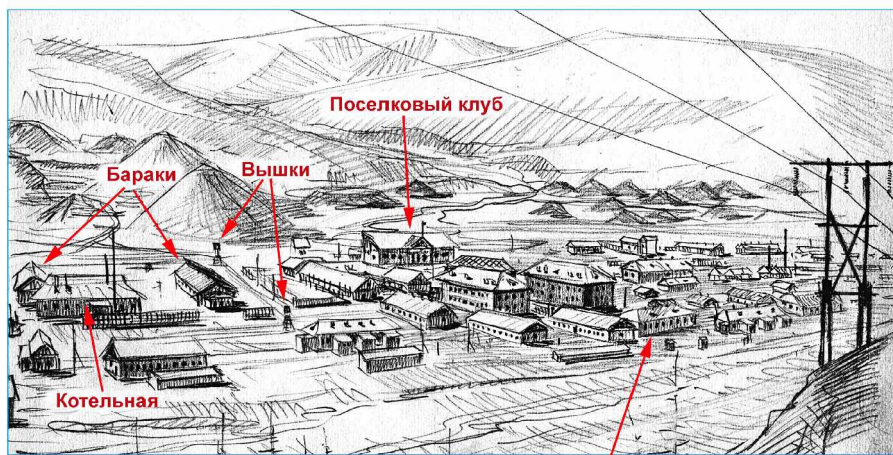 Поселковый клуб
Бараки
Вышки
Котельная